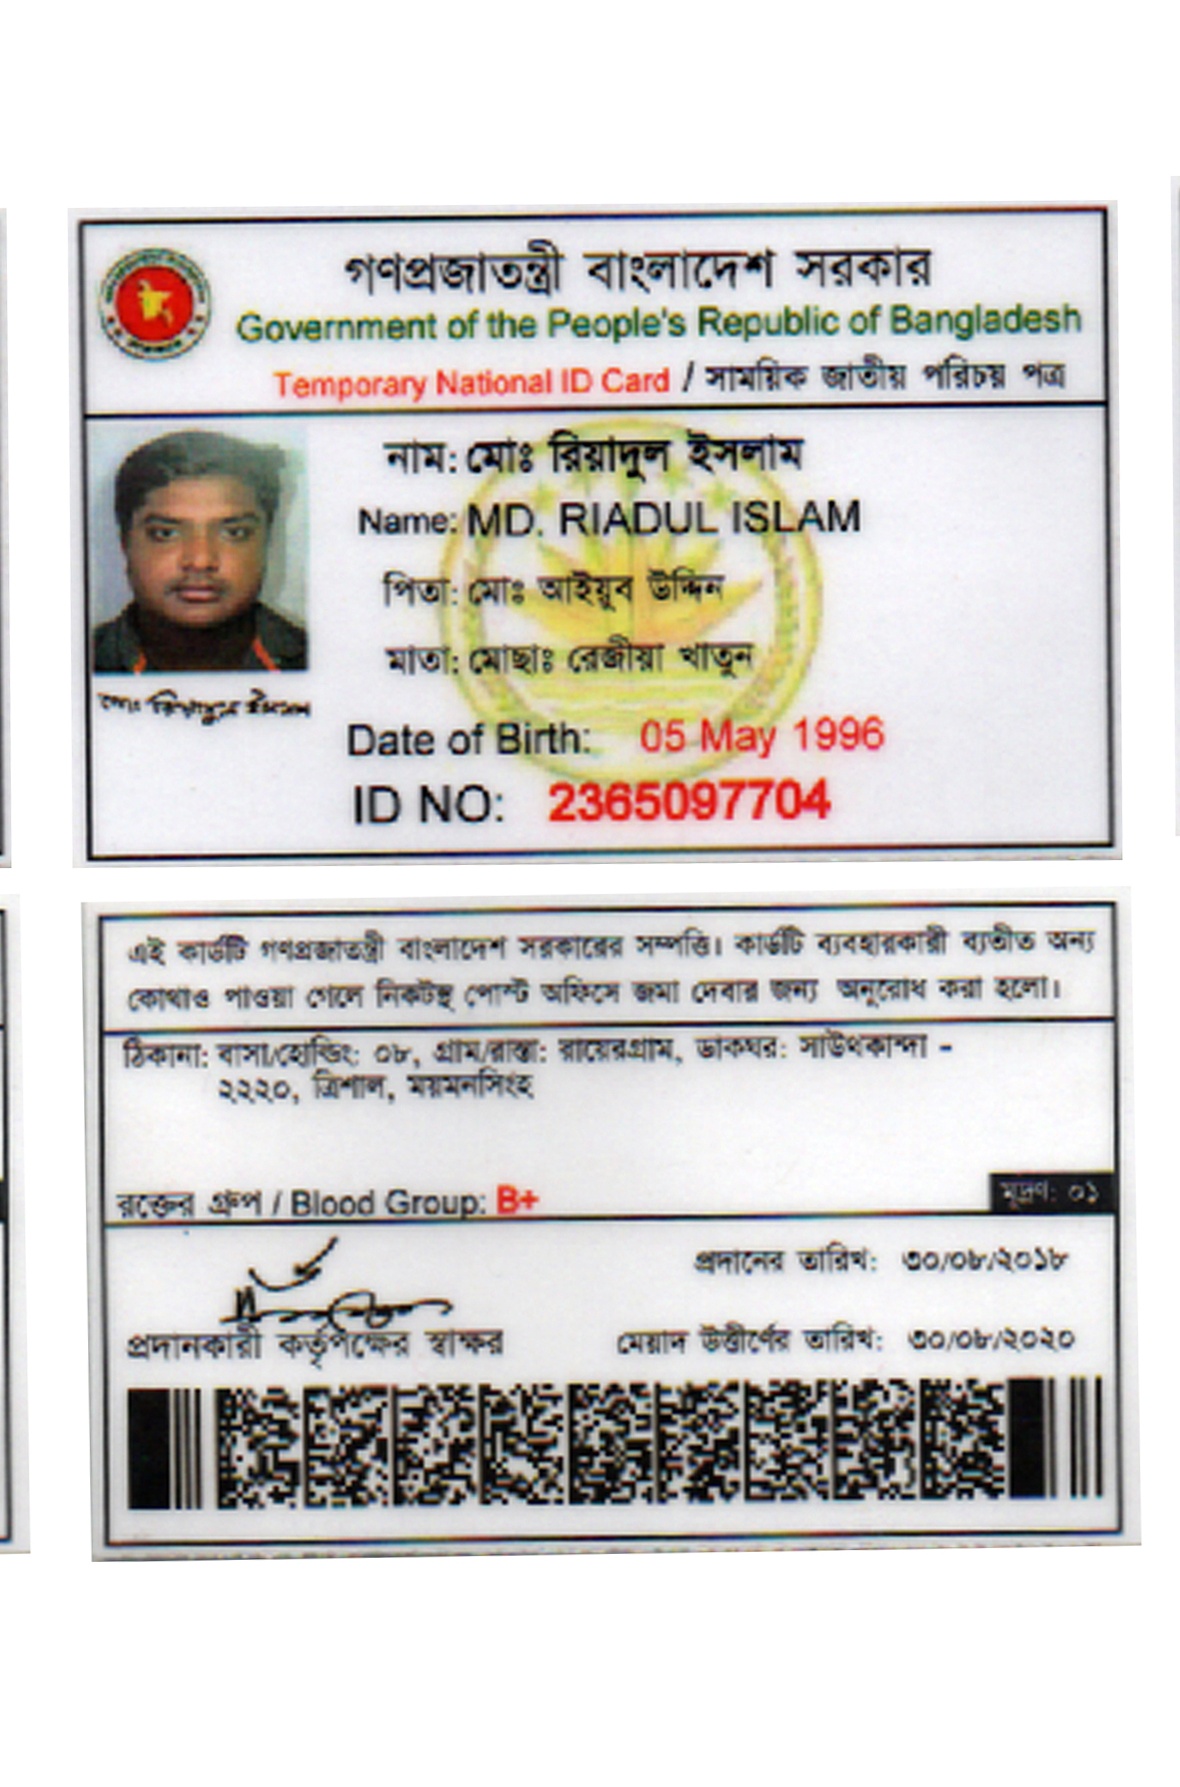 গণপ্রজাতন্ত্রী বাংলাদেশ সরকার
Government of the People's Republic of Bangladesh
Temporary National ID Card / সাময়িক জাতীয় পরিচয় পত্র
নাম: মোঃ রিয়াদুল ইসলাম
Name: MD. RIADUL ISLAM
পিতা: মোঃ আইয়ুব উদ্দিন
মাতা: মোছাঃ রেজীয়া খাতুন
মোঃ রিয়াদুল ইসলাম
Date of Birth: 05 May 1996
ID NO: 2365097704
এই কার্ডটি গণপ্রজাতন্ত্রী বাংলাদেশ সরকারের সম্পত্তি। কার্ডটি ব্যবহারকারী ব্যতীত অন্য
কোথাও পাওয়া গেলে নিকটস্থ পোস্ট অফিসে জমা দেবার জন্য অনুরোধ করা হলো।
ঠিকানা: বাসা/হোল্ডিং: ০৮, গ্রাম/রাস্তা: রায়েরগ্রাম, ডাকঘর: সাউথকান্দা -
২২২০, ত্রিশাল, ময়মনসিংহ
রক্তের গ্রুপ / Blood Group: B+
মুদ্রণ: ০১
প্রদানের তারিখ: ৩০/০৮/২০১৮
প্রদানকারী কর্তৃপক্ষের স্বাক্ষর
মেয়াদ উত্তীর্ণের তারিখ: ৩০/০৮/২০২০